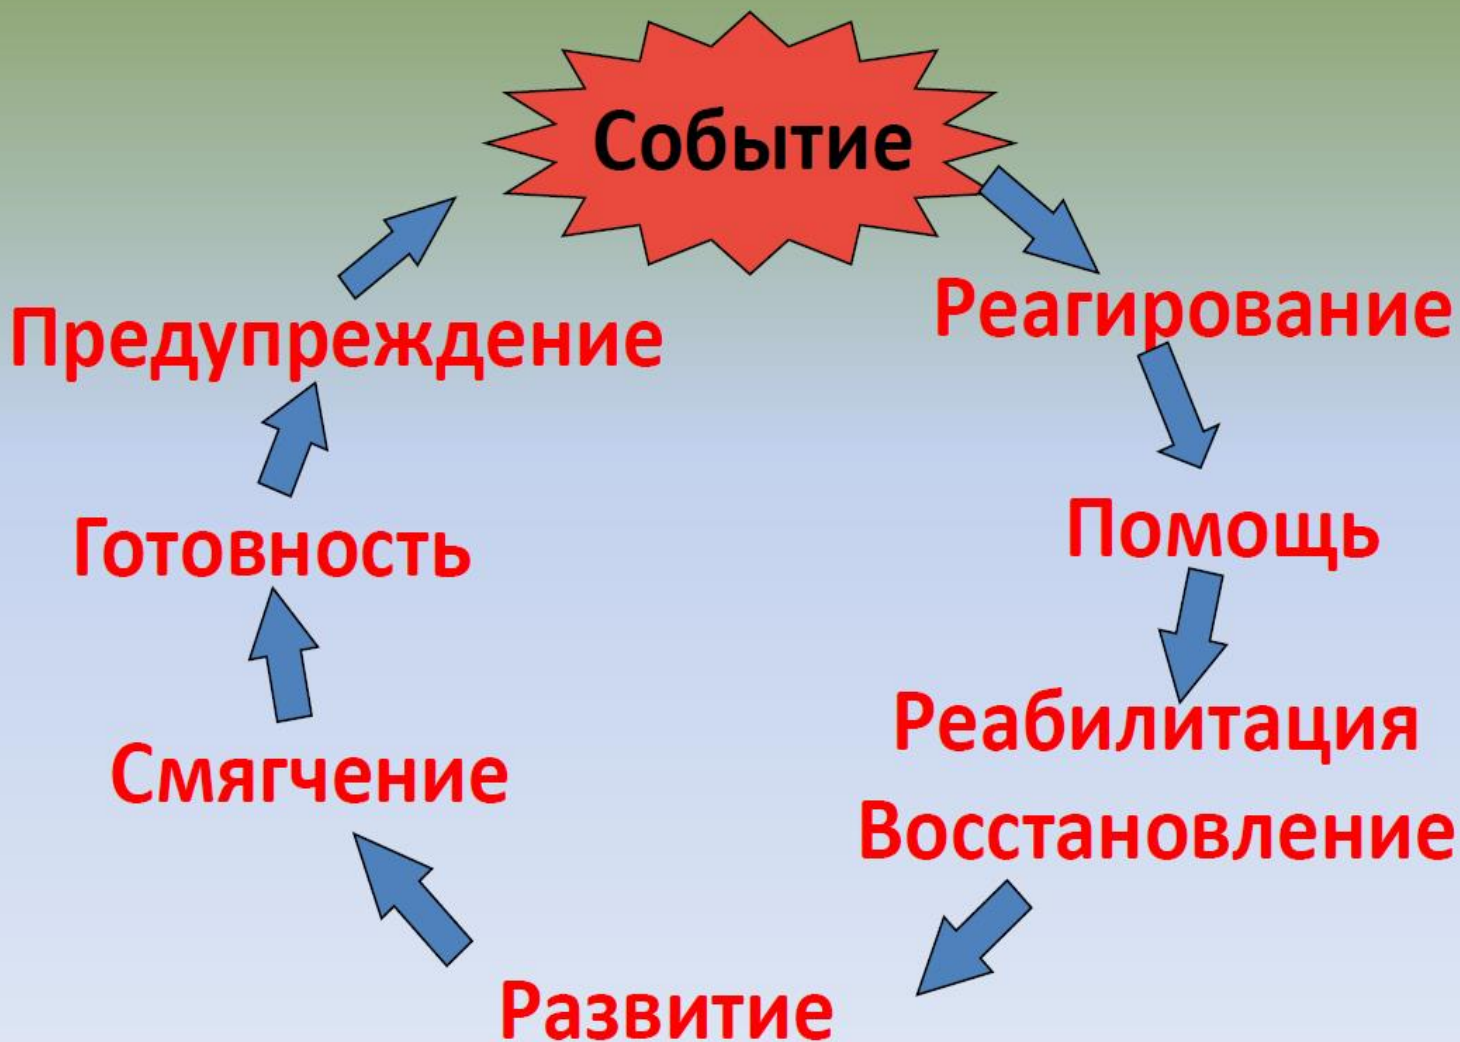 Событие
Реагирование
Помощь
Реабилитация
Восстановление
Развитие
Смягчение
Готовность
Предупреждение